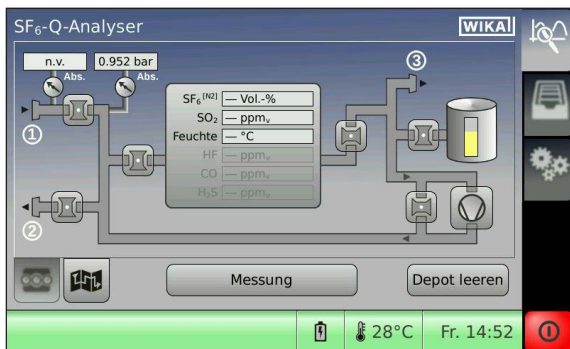 SF₆-Q-Analyser WIKA
n.v. 0.952 bar
Abs. Abs.
③
SF₆ [N2] — Vol.-%
SO₂ — ppmᵥ
Feuchte — °C
HF — ppmᵥ
CO — ppmᵥ
H₂S — ppmᵥ
①
②
Messung Depot leeren
28°C Fr. 14:52